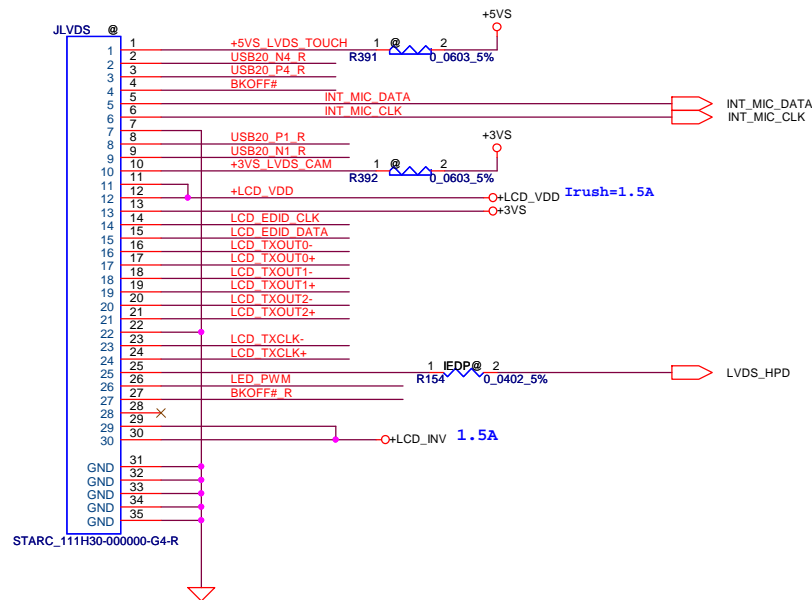 +5VS
JLVDS @
1 1 +5VS_LVDS_TOUCH 1 @ 2
R391 0_0603_5%
2 2 USB20_N4_R
3 3 USB20_P4_R
4 4 BKOFF#
5 5 INT_MIC_DATA INT_MIC_DATA
6 6 INT_MIC_CLK INT_MIC_CLK
7 7
+3VS
8 8 USB20_P1_R
9 9 USB20_N1_R
10 10 +3VS_LVDS_CAM 1 @ 2
R392 0_0603_5%
11 11
12 12 +LCD_VDD +LCD_VDD Irush=1.5A
13 13 +3VS
14 14 LCD_EDID_CLK
15 15 LCD_EDID_DATA
16 16 LCD_TXOUT0-
17 17 LCD_TXOUT0+
18 18 LCD_TXOUT1-
19 19 LCD_TXOUT1+
20 20 LCD_TXOUT2-
21 21 LCD_TXOUT2+
22 22
23 23 LCD_TXCLK-
24 24 LCD_TXCLK+
25 25 1 IEDP@ 2 LVDS_HPD
R154 0_0402_5%
26 26 LED_PWM
27 27 BKOFF#_R
28 28
29 29
30 30 +LCD_INV 1.5A
GND 31
GND 32
GND 33
GND 34
GND 35
STARC_111H30-000000-G4-R